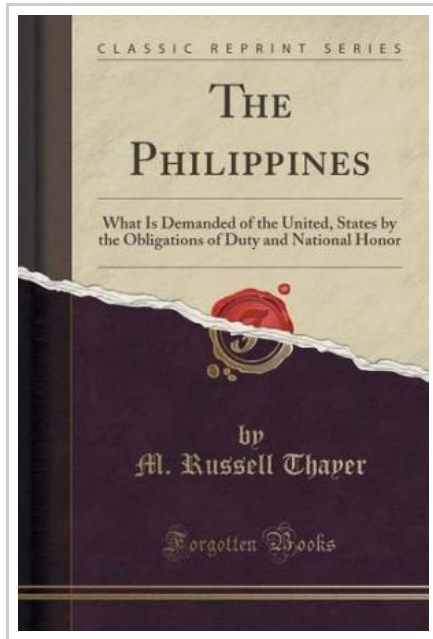 CLASSIC REPRINT SERIES
THE
PHILIPPINES
What Is Demanded of the United, States by
the Obligations of Duty and National Honor
by
M. Russell Thayer
Forgotten Books